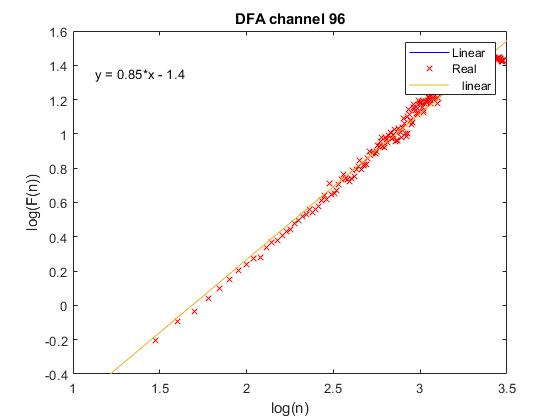 DFA channel 96
1.6
1.4
1.2
1
0.8
0.6
0.4
0.2
0
-0.2
-0.4
log(F(n))
y = 0.85*x - 1.4
Linear
Real
linear
1 1.5 2 2.5 3 3.5
log(n)